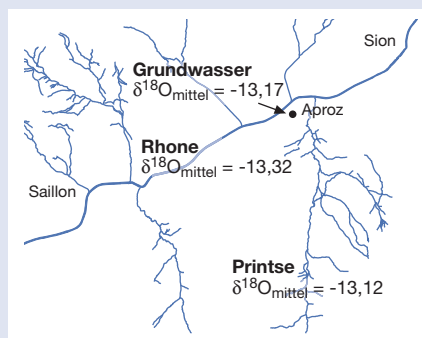 Sion
Grundwasser
δ18Omittel = -13,17
Aproz
Rhone
δ18Omittel = -13,32
Saillon
Printse
δ18Omittel = -13,12